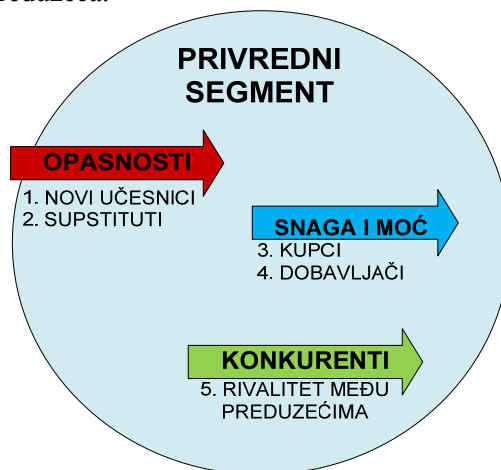 PRIVREDNI
SEGMENT
OPASNOSTI
1. NOVI UČESNICI
2. SUPSTITUTI
SNAGA I MOĆ
3. KUPCI
4. DOBAVLJAČI
KONKURENTI
5. RIVALITET MEĐU
PREDUZEĆIMA